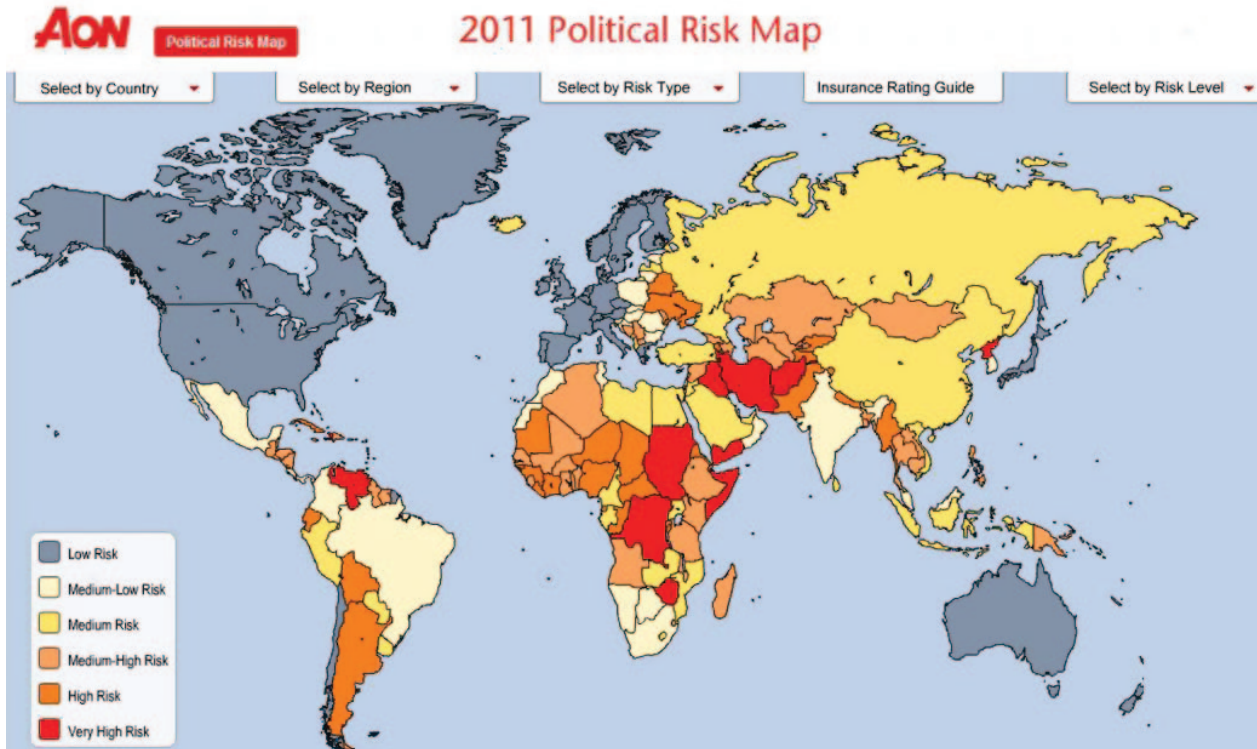 AON
Political Risk Map
2011 Political Risk Map
Select by Country
Select by Region
Select by Risk Type
Insurance Rating Guide
Select by Risk Level
Low Risk
Medium-Low Risk
Medium Risk
Medium-High Risk
High Risk
Very High Risk